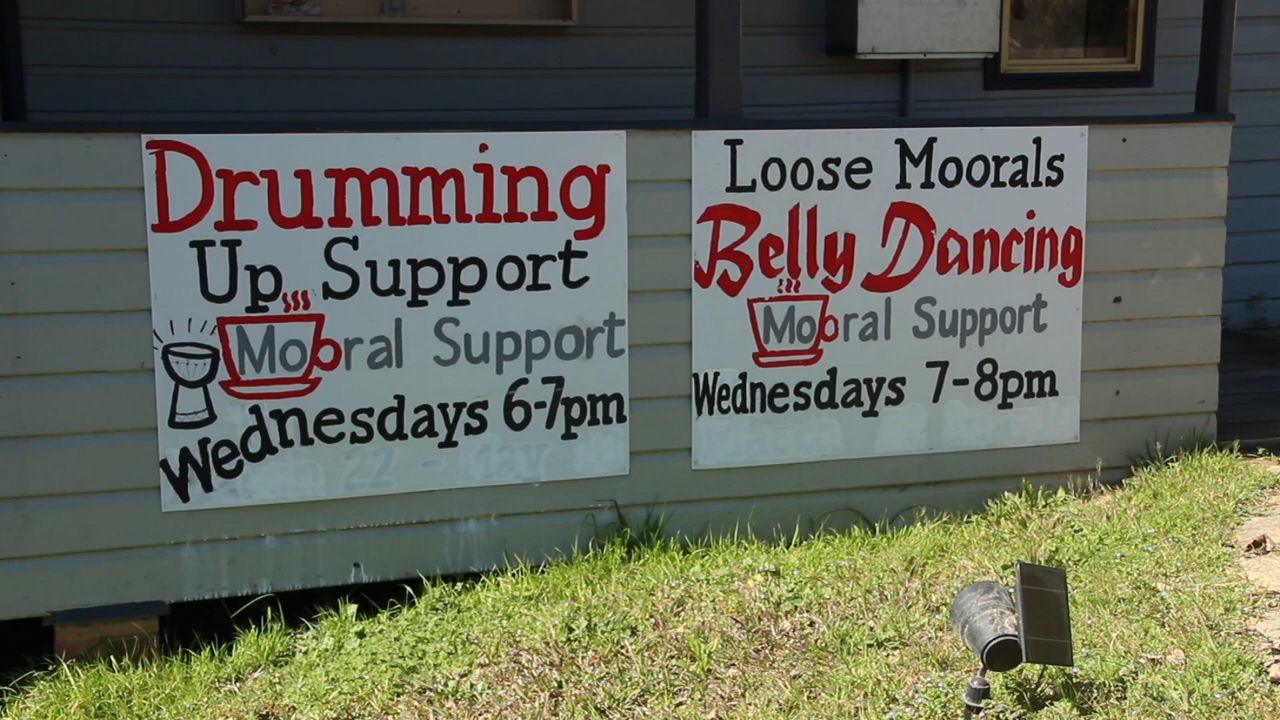 Drumming
Up Support
Mooral Support
Wednesdays 6-7pm
Loose Moorals
Belly Dancing
Mooral Support
Wednesdays 7-8pm